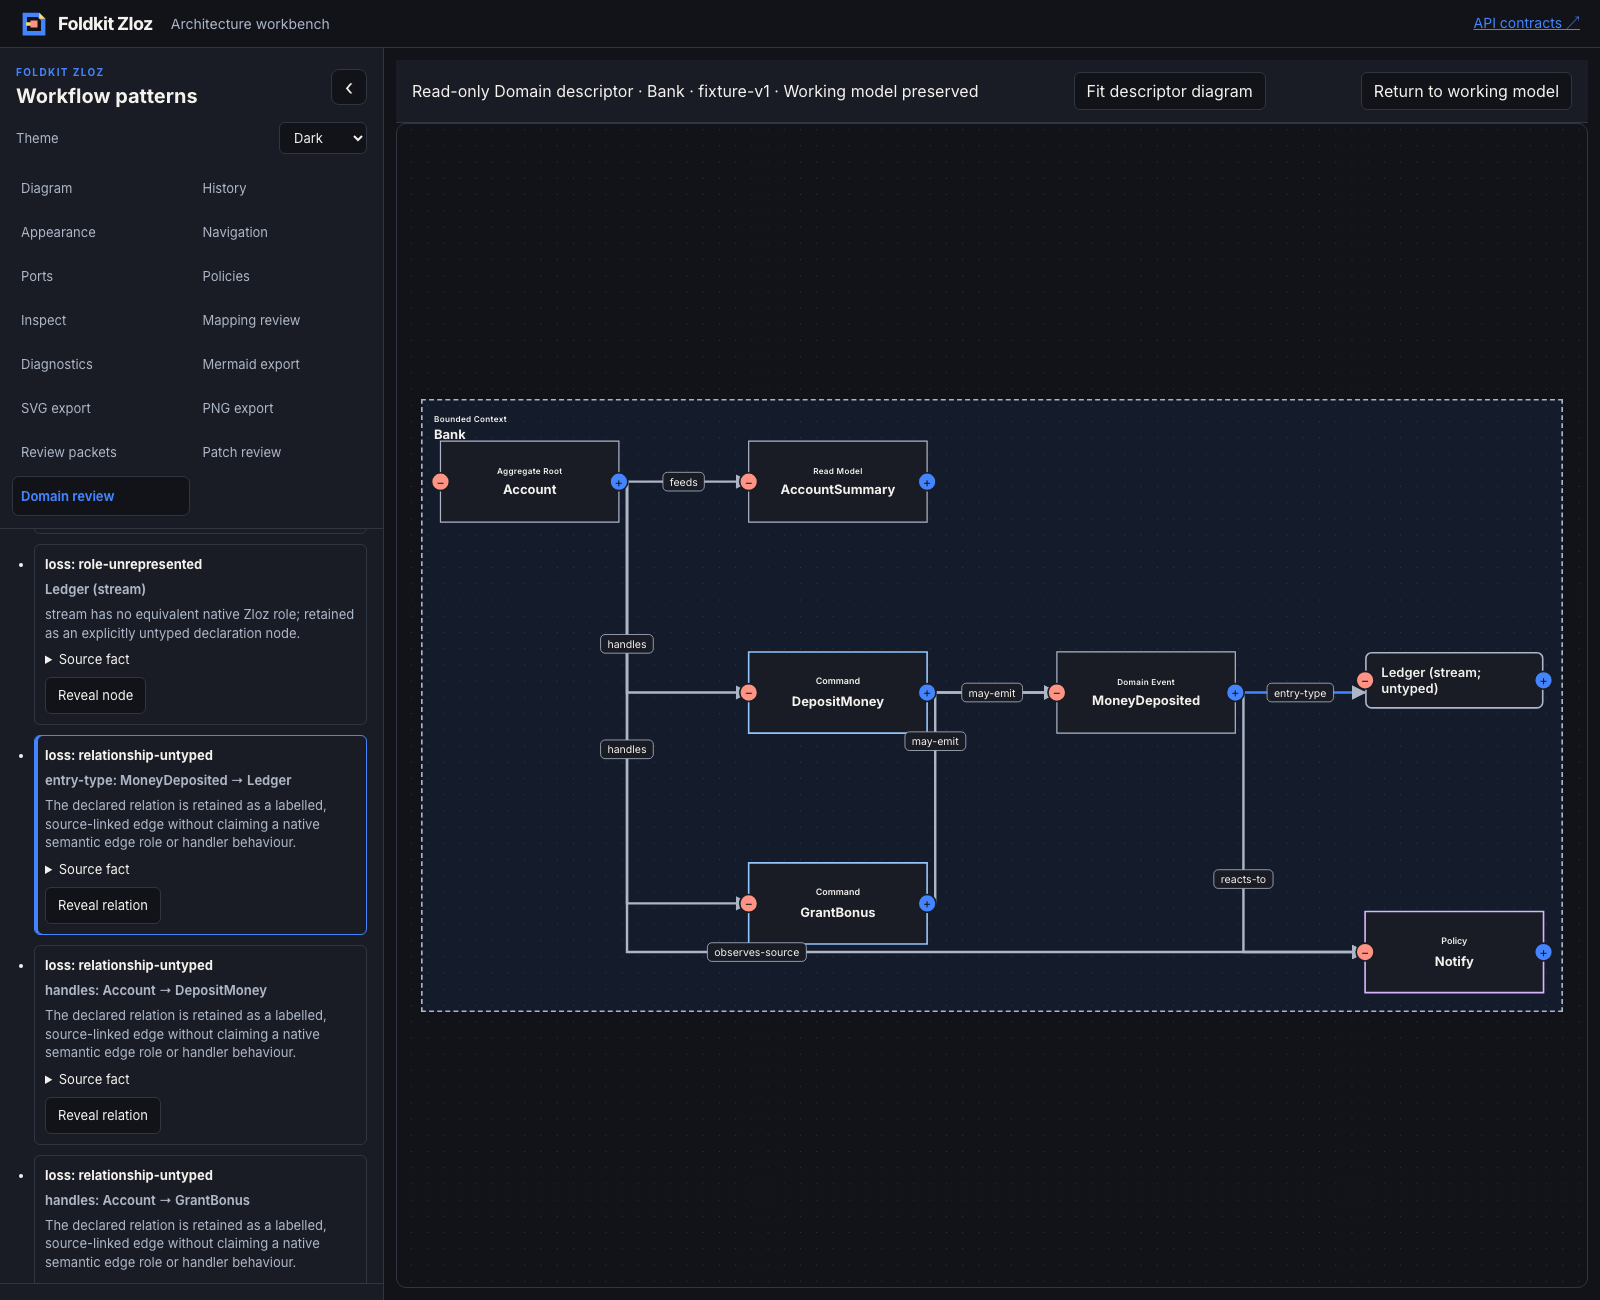 Foldkit Zloz
Architecture workbench
API contracts ↗
FOLDKIT ZLOZ
Workflow patterns
Theme
Dark
Diagram
History
Appearance
Navigation
Ports
Policies
Inspect
Mapping review
Diagnostics
Mermaid export
SVG export
PNG export
Review packets
Patch review
Domain review
loss: role-unrepresented
Ledger (stream)
stream has no equivalent native Zloz role; retained
as an explicitly untyped declaration node.
Source fact
Reveal node
loss: relationship-untyped
entry-type: MoneyDeposited → Ledger
The declared relation is retained as a labelled,
source-linked edge without claiming a native
semantic edge role or handler behaviour.
Source fact
Reveal relation
loss: relationship-untyped
handles: Account → DepositMoney
The declared relation is retained as a labelled,
source-linked edge without claiming a native
semantic edge role or handler behaviour.
Source fact
Reveal relation
loss: relationship-untyped
handles: Account → GrantBonus
The declared relation is retained as a labelled,
source-linked edge without claiming a native
semantic edge role or handler behaviour.
Read-only Domain descriptor · Bank · fixture-v1 · Working model preserved
Fit descriptor diagram
Return to working model
Bounded Context
Bank
Aggregate Root
Account
feeds
Read Model
AccountSummary
handles
Command
DepositMoney
may-emit
Domain Event
MoneyDeposited
entry-type
Ledger (stream;
untyped)
handles
may-emit
Command
GrantBonus
reacts-to
observes-source
Policy
Notify